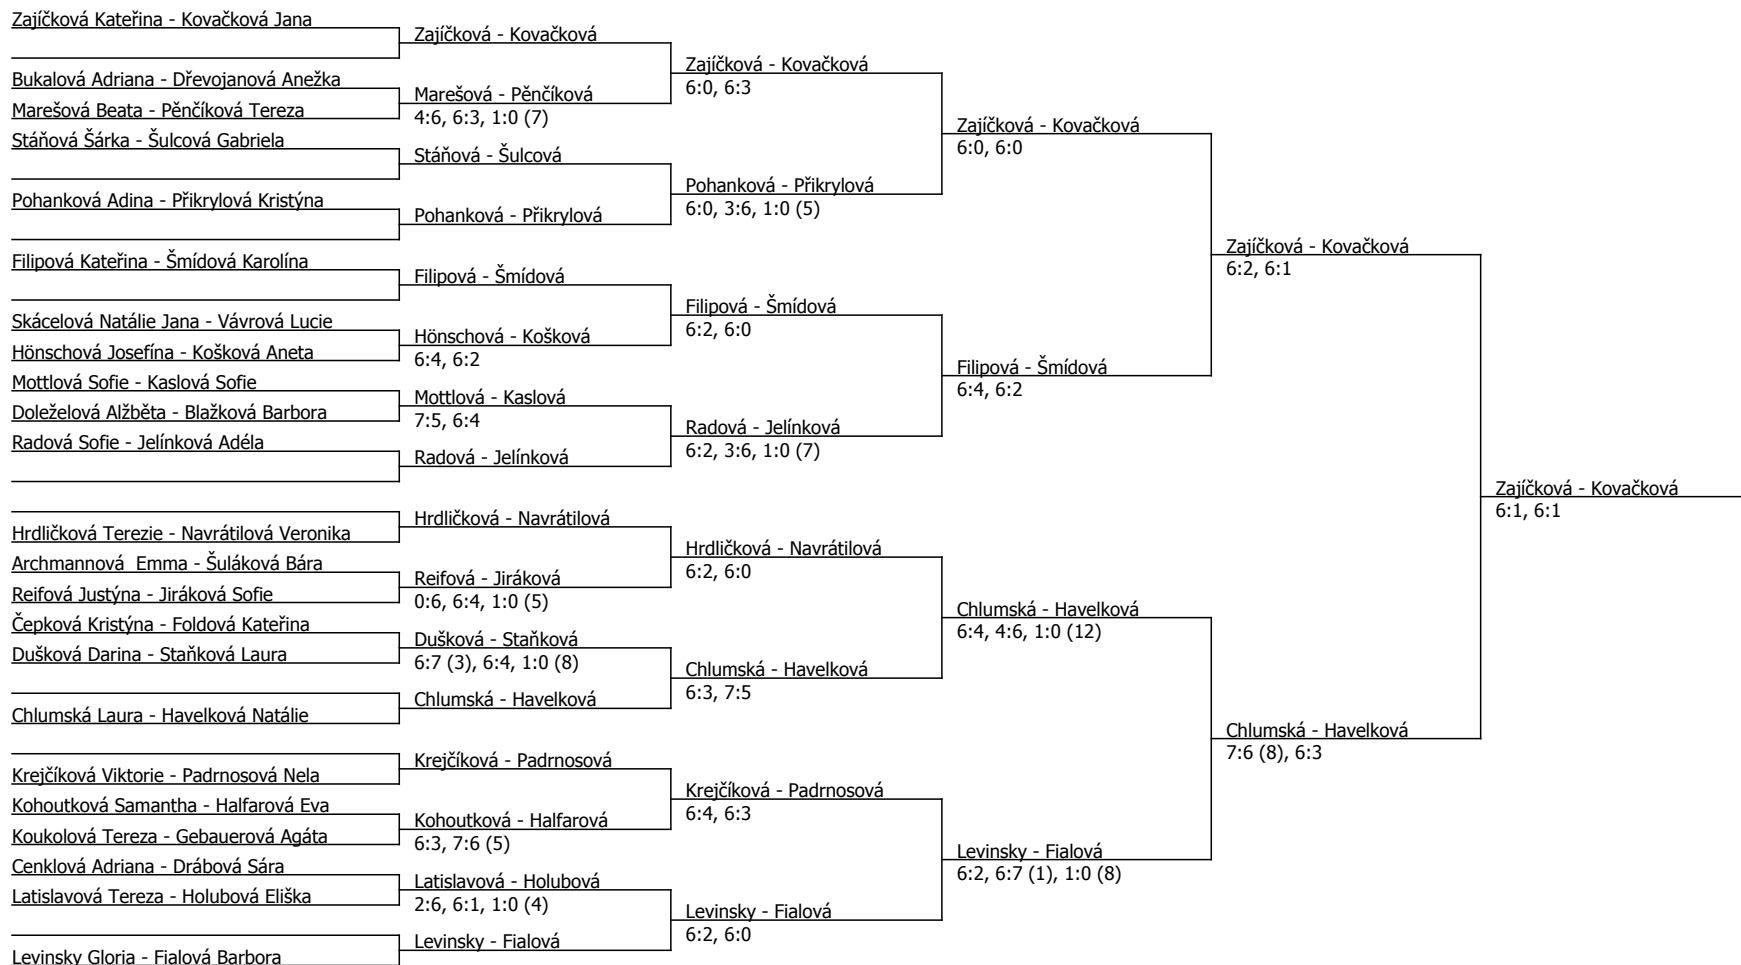 Zajíčková Kateřina - Kovačková Jana
Bukalová Adriana - Dřevojanová Anežka
Marešová Beata - Pěnčíková Tereza
Stáňová Šárka - Šulcová Gabriela
Pohanková Adina - Přikrylová Kristýna
Filipová Kateřina - Šmídová Karolína
Skácelová Natálie Jana - Vávrová Lucie
Hönschová Josefína - Košková Aneta
Mottlová Sofie - Kaslová Sofie
Doleželová Alžběta - Blažková Barbora
Radová Sofie - Jelínková Adéla
Hrdličková Terezie - Navrátilová Veronika
Archmannová  Emma - Šuláková Bára
Reifová Justýna - Jiráková Sofie
Čepková Kristýna - Foldová Kateřina
Dušková Darina - Staňková Laura
Chlumská Laura - Havelková Natálie
Krejčíková Viktorie - Padrnosová Nela
Kohoutková Samantha - Halfarová Eva
Koukolová Tereza - Gebauerová Agáta
Cenklová Adriana - Drábová Sára
Latislavová Tereza - Holubová Eliška
Levinsky Gloria - Fialová Barbora
Zajíčková - Kovačková
Marešová - Pěnčíková
4:6, 6:3, 1:0 (7)
Stáňová - Šulcová
Pohanková - Přikrylová
Filipová - Šmídová
Hönschová - Košková
6:4, 6:2
Mottlová - Kaslová
7:5, 6:4
Radová - Jelínková
Hrdličková - Navrátilová
Reifová - Jiráková
0:6, 6:4, 1:0 (5)
Dušková - Staňková
6:7 (3), 6:4, 1:0 (8)
Chlumská - Havelková
Krejčíková - Padrnosová
Kohoutková - Halfarová
6:3, 7:6 (5)
Latislavová - Holubová
2:6, 6:1, 1:0 (4)
Levinsky - Fialová
Zajíčková - Kovačková
6:0, 6:3
Pohanková - Přikrylová
6:0, 3:6, 1:0 (5)
Filipová - Šmídová
6:2, 6:0
Radová - Jelínková
6:2, 3:6, 1:0 (7)
Hrdličková - Navrátilová
6:2, 6:0
Chlumská - Havelková
6:3, 7:5
Krejčíková - Padrnosová
6:4, 6:3
Levinsky - Fialová
6:2, 6:0
Zajíčková - Kovačková
6:0, 6:0
Filipová - Šmídová
6:4, 6:2
Chlumská - Havelková
6:4, 4:6, 1:0 (12)
Levinsky - Fialová
6:2, 6:7 (1), 1:0 (8)
Zajíčková - Kovačková
6:2, 6:1
Chlumská - Havelková
7:6 (8), 6:3
Zajíčková - Kovačková
6:1, 6:1